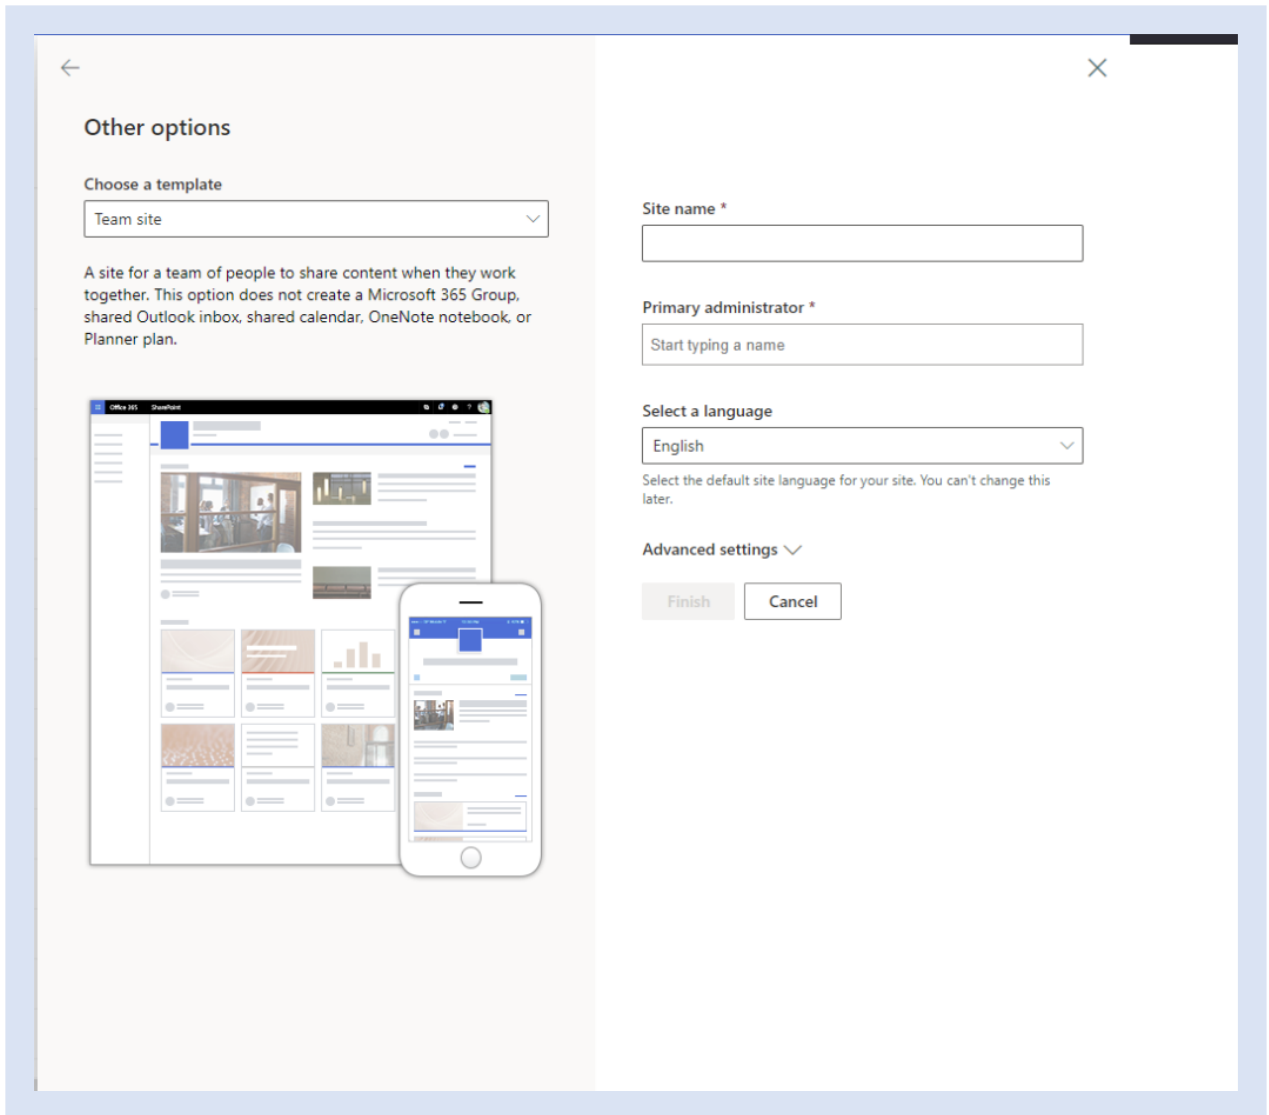 Other options
Choose a template
Team site
A site for a team of people to share content when they work
together. This option does not create a Microsoft 365 Group,
shared Outlook inbox, shared calendar, OneNote notebook, or
Planner plan.
Office 365 SharePoint
?
Site name *
Primary administrator *
Start typing a name
Select a language
English
Select the default site language for your site. You can't change this
later.
Advanced settings
Finish Cancel